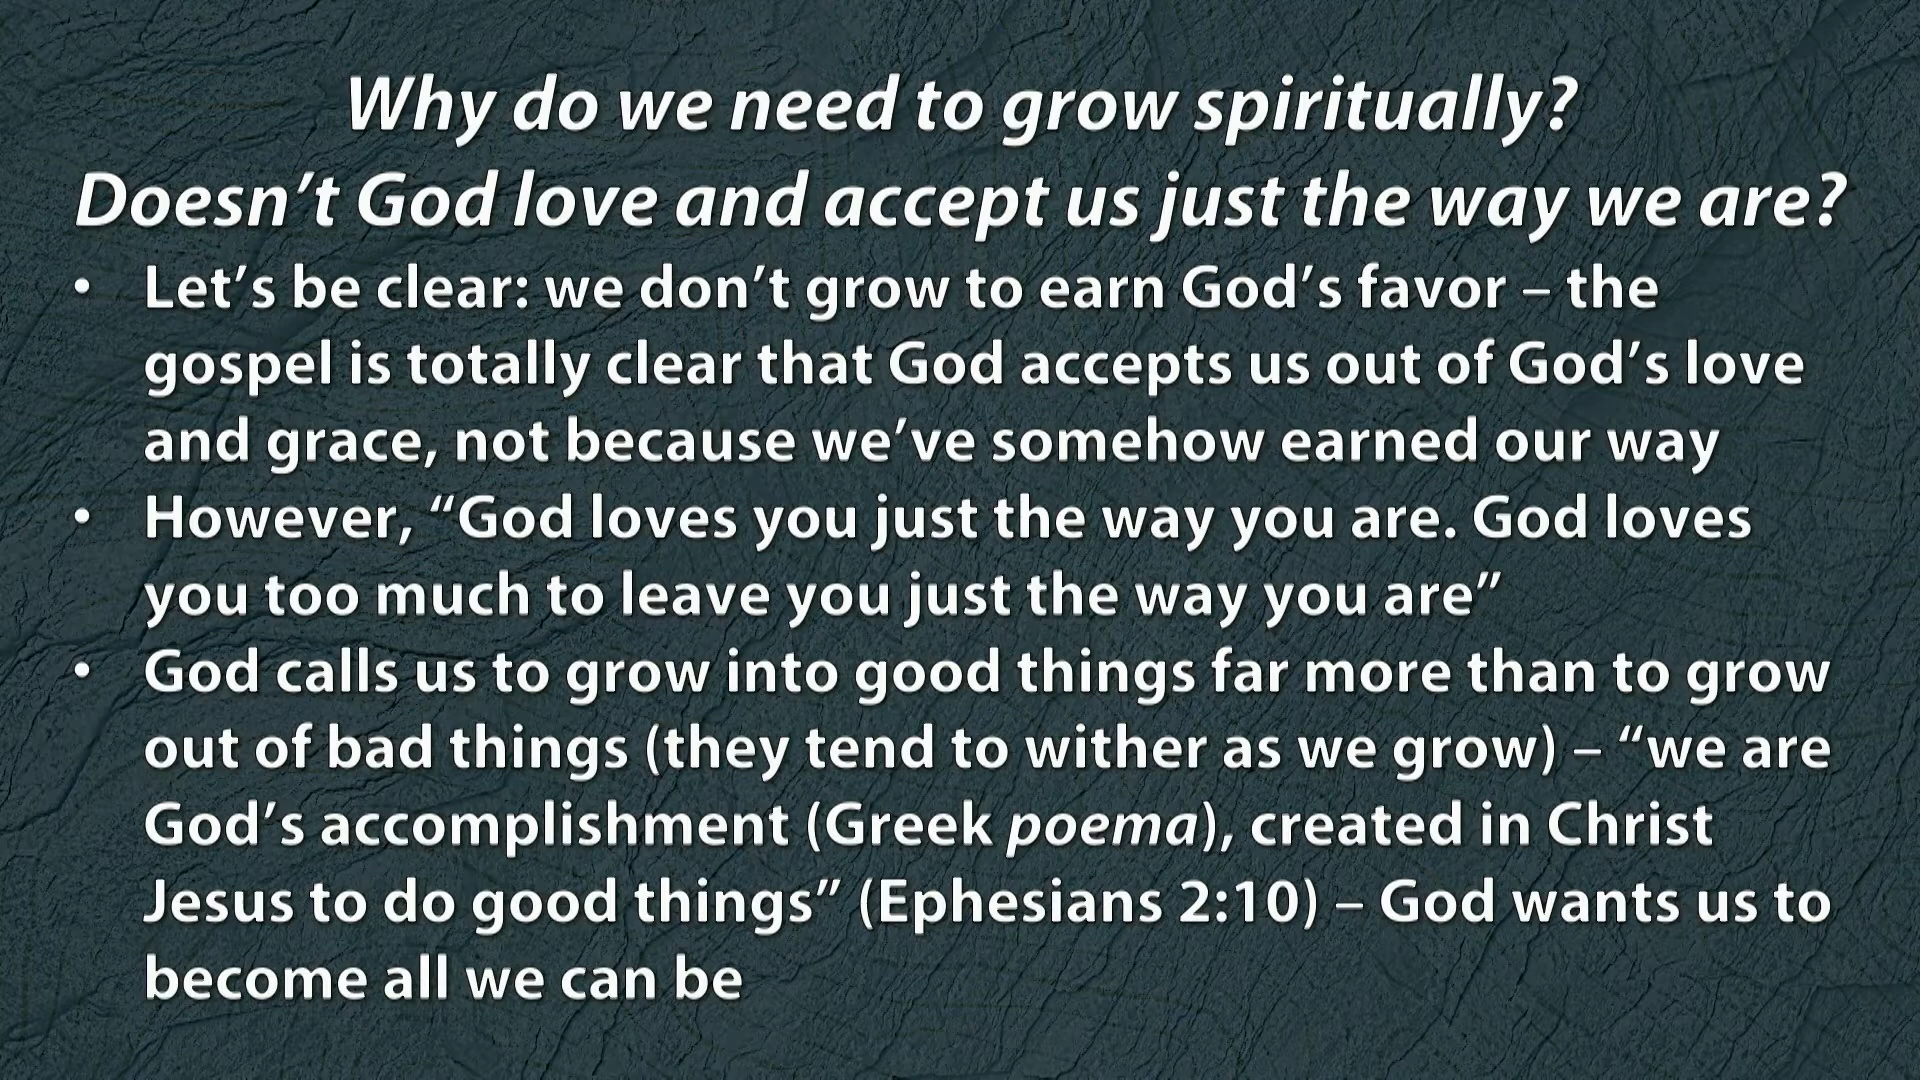 Why do we need to grow spiritually?
Doesn’t God love and accept us just the way we are?
• Let’s be clear: we don’t grow to earn God’s favor – the
gospel is totally clear that God accepts us out of God’s love
and grace, not because we’ve somehow earned our way
• However, “God loves you just the way you are. God loves
you too much to leave you just the way you are”
• God calls us to grow into good things far more than to grow
out of bad things (they tend to wither as we grow) – “we are
God’s accomplishment (Greek poema), created in Christ
Jesus to do good things” (Ephesians 2:10) – God wants us to
become all we can be